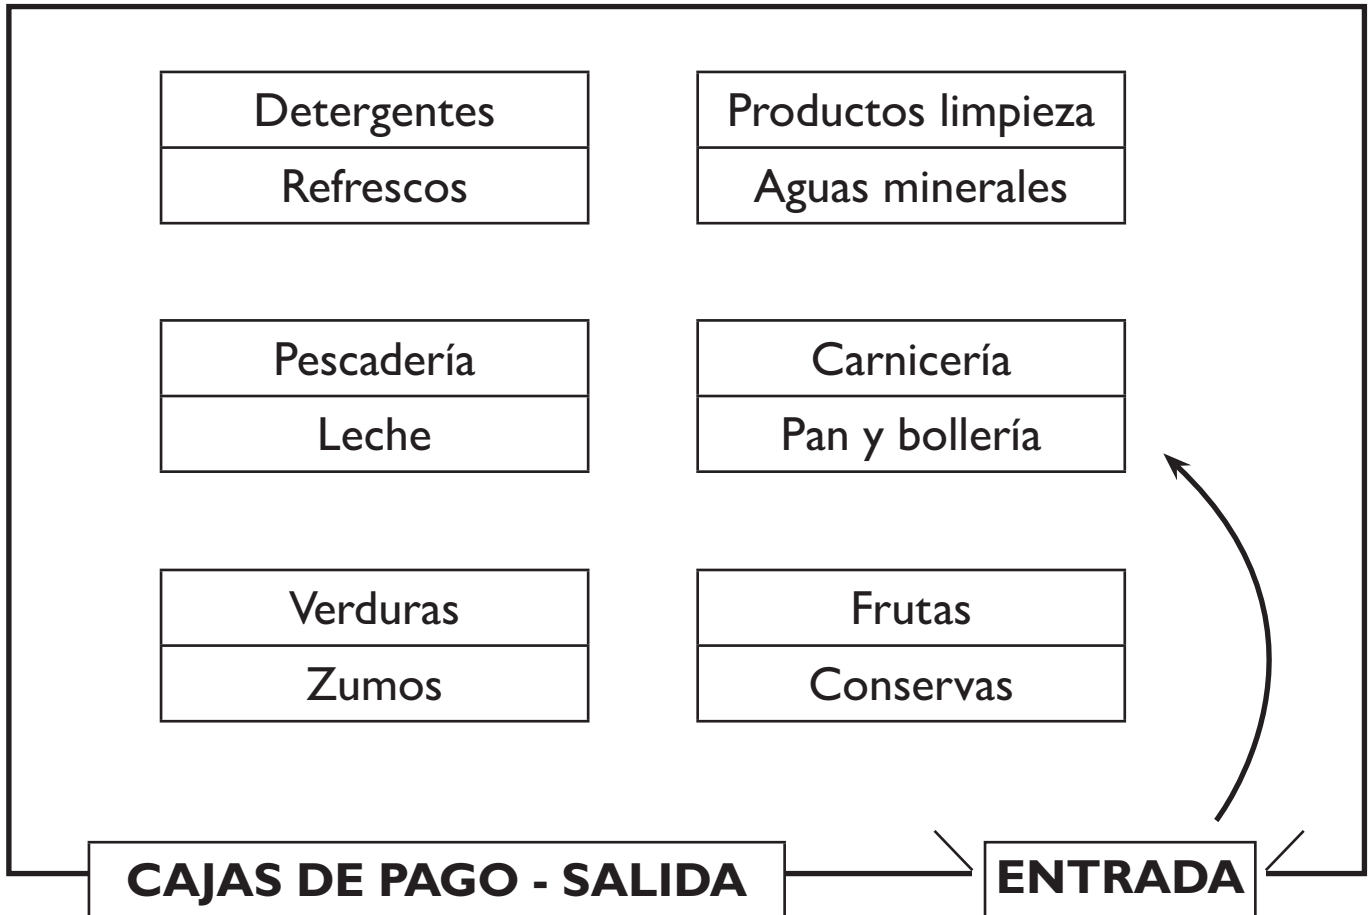 Detergentes
Refrescos
Productos limpieza
Aguas minerales
Pescadería
Leche
Carnicería
Pan y bollería
Verduras
Zumos
Frutas
Conservas
CAJAS DE PAGO - SALIDA
ENTRADA